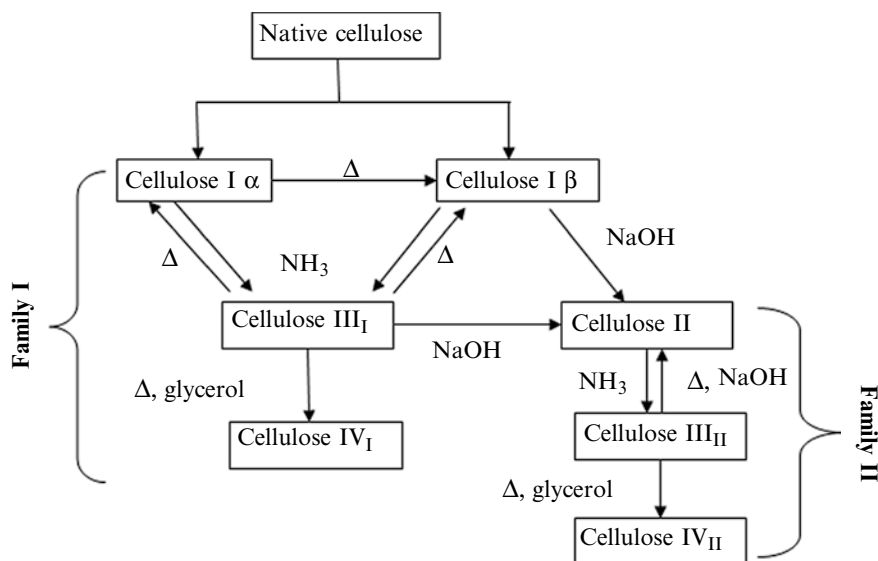 Native cellulose
Cellulose I α
Δ
Cellulose I β
NaOH
Δ
NH₃
Δ
Family I
Cellulose III_I
NaOH
Cellulose II
Δ, glycerol
NH₃
Δ, NaOH
Cellulose IV_I
Cellulose III_II
Family II
Δ, glycerol
Cellulose IV_II